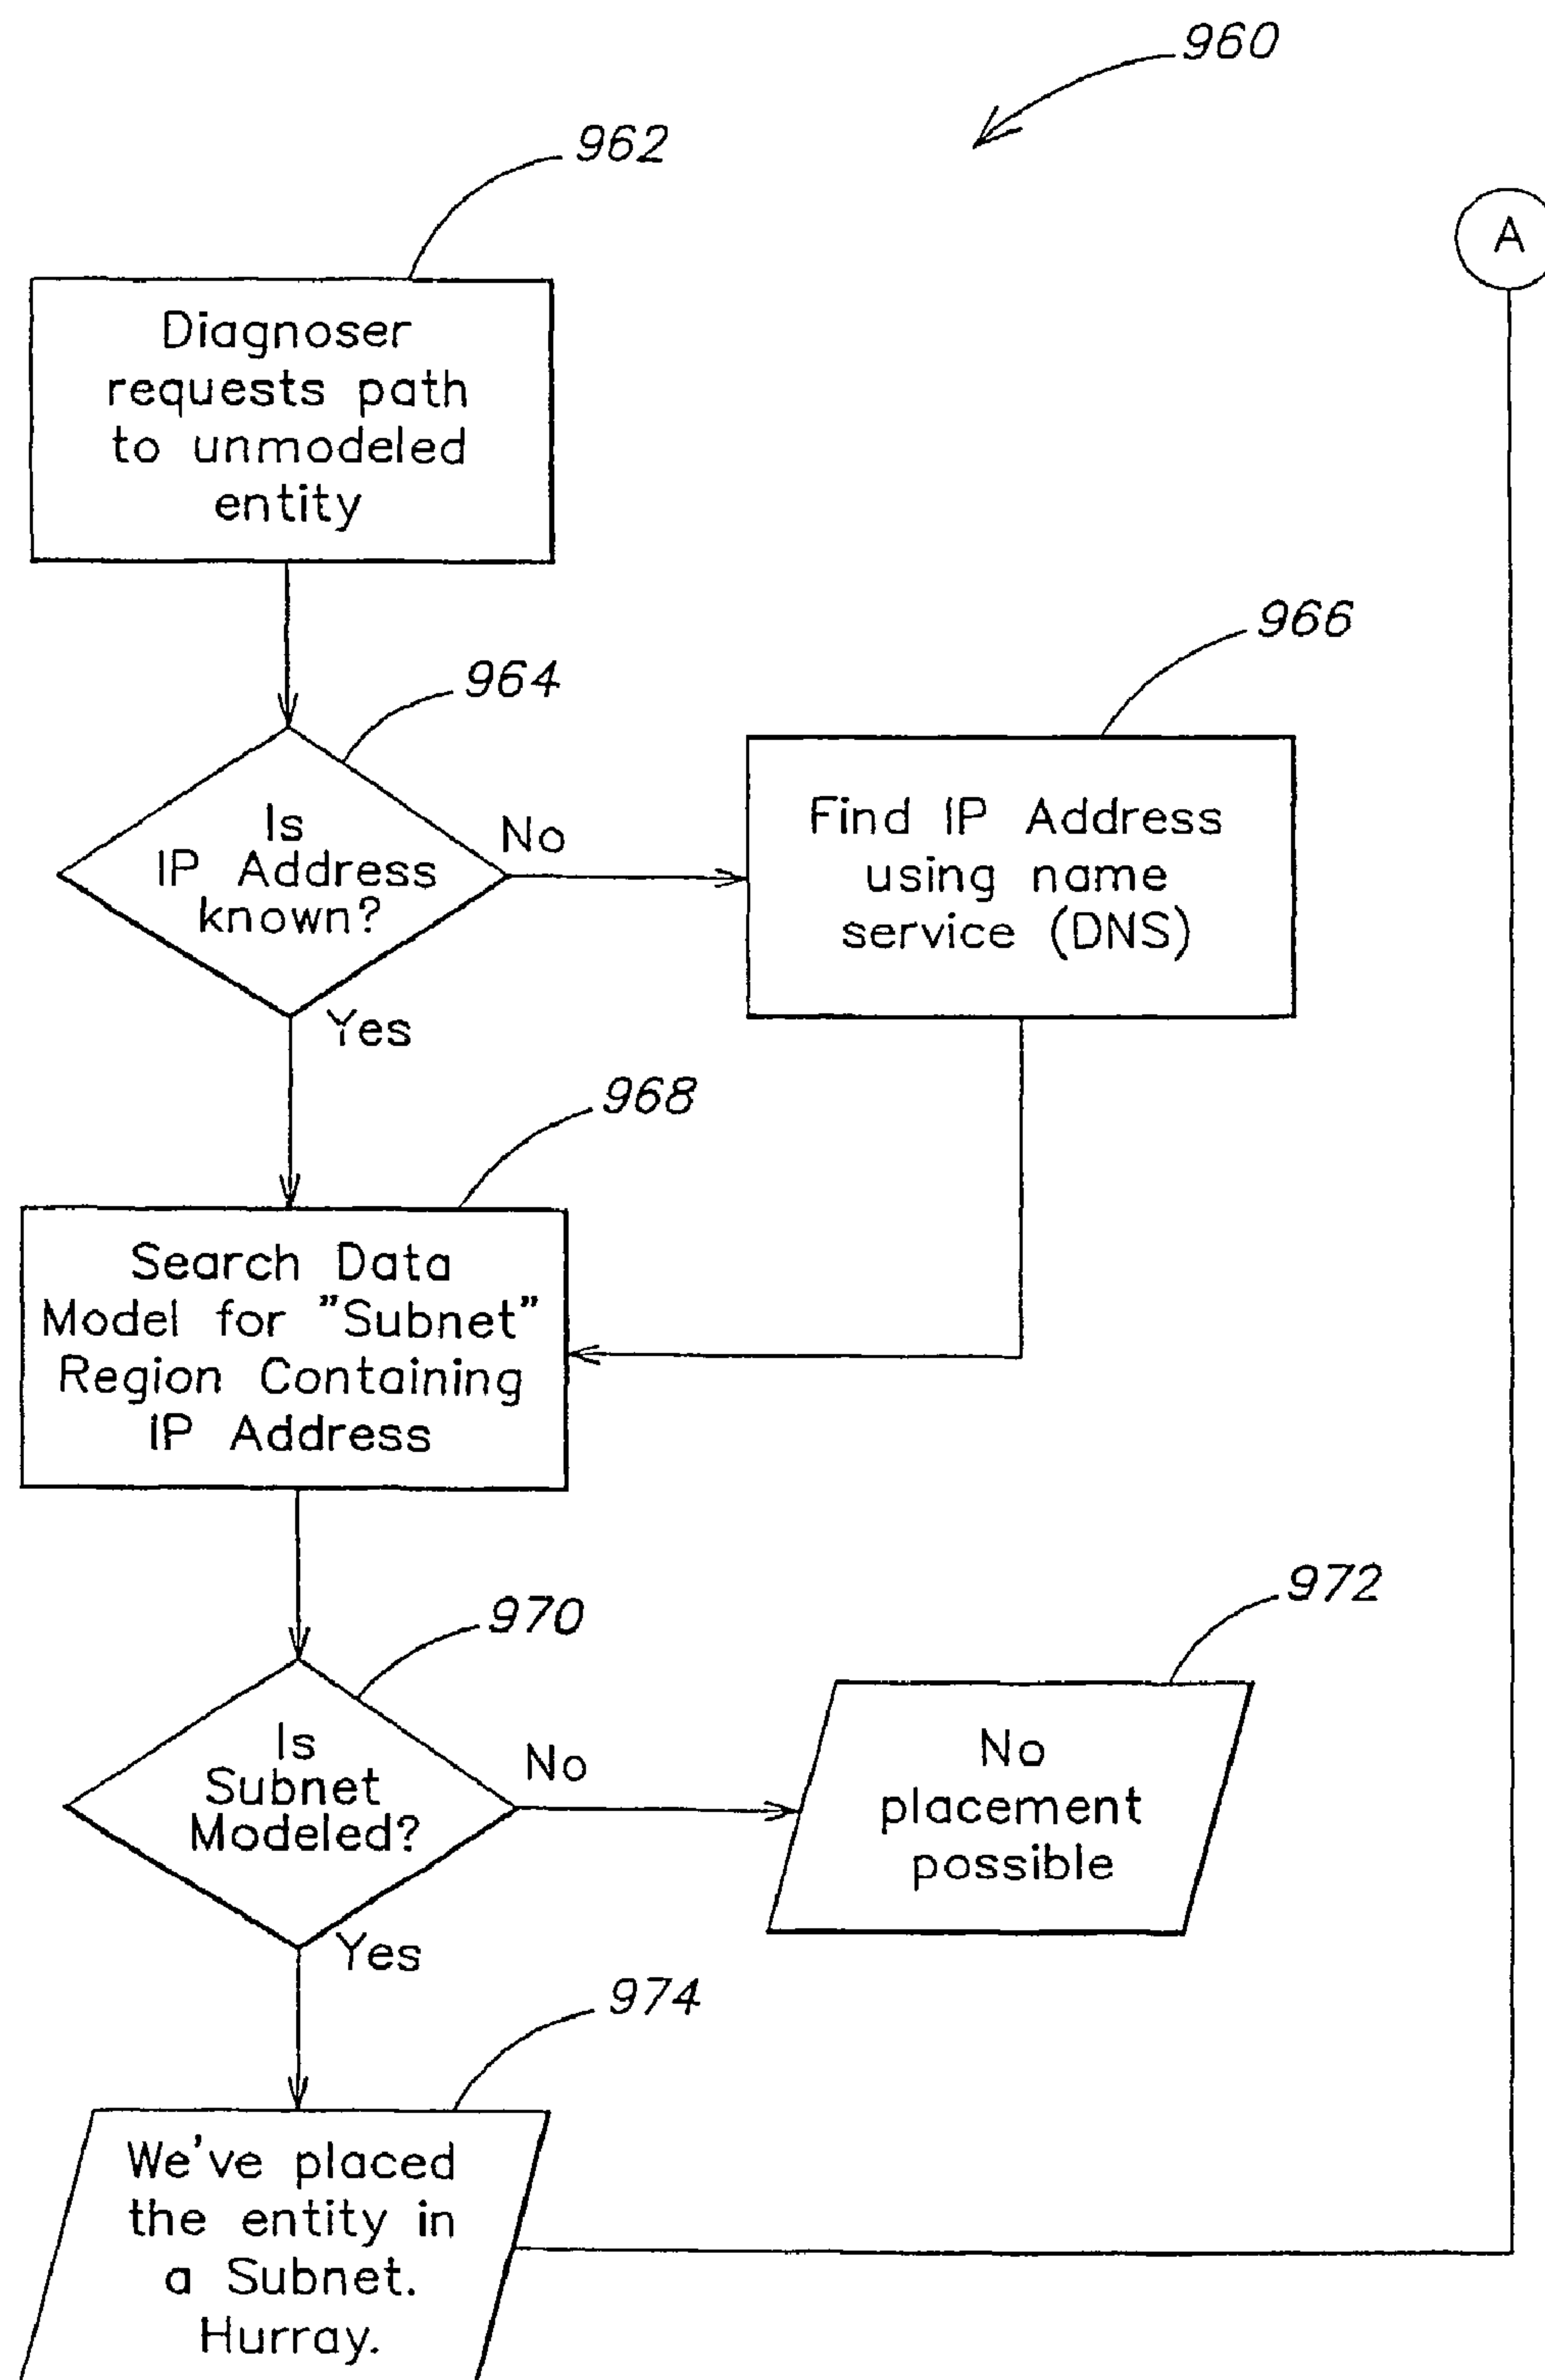 960
962
A
Diagnoser
requests path
to unmodeled
entity
964
966
Is
IP Address
known?
No
Yes
Find IP Address
using name
service (DNS)
968
Search Data
Model for "Subnet"
Region Containing
IP Address
970
972
Is
Subnet
Modeled?
No
Yes
No
placement
possible
974
We've placed
the entity in
a Subnet.
Hurray.